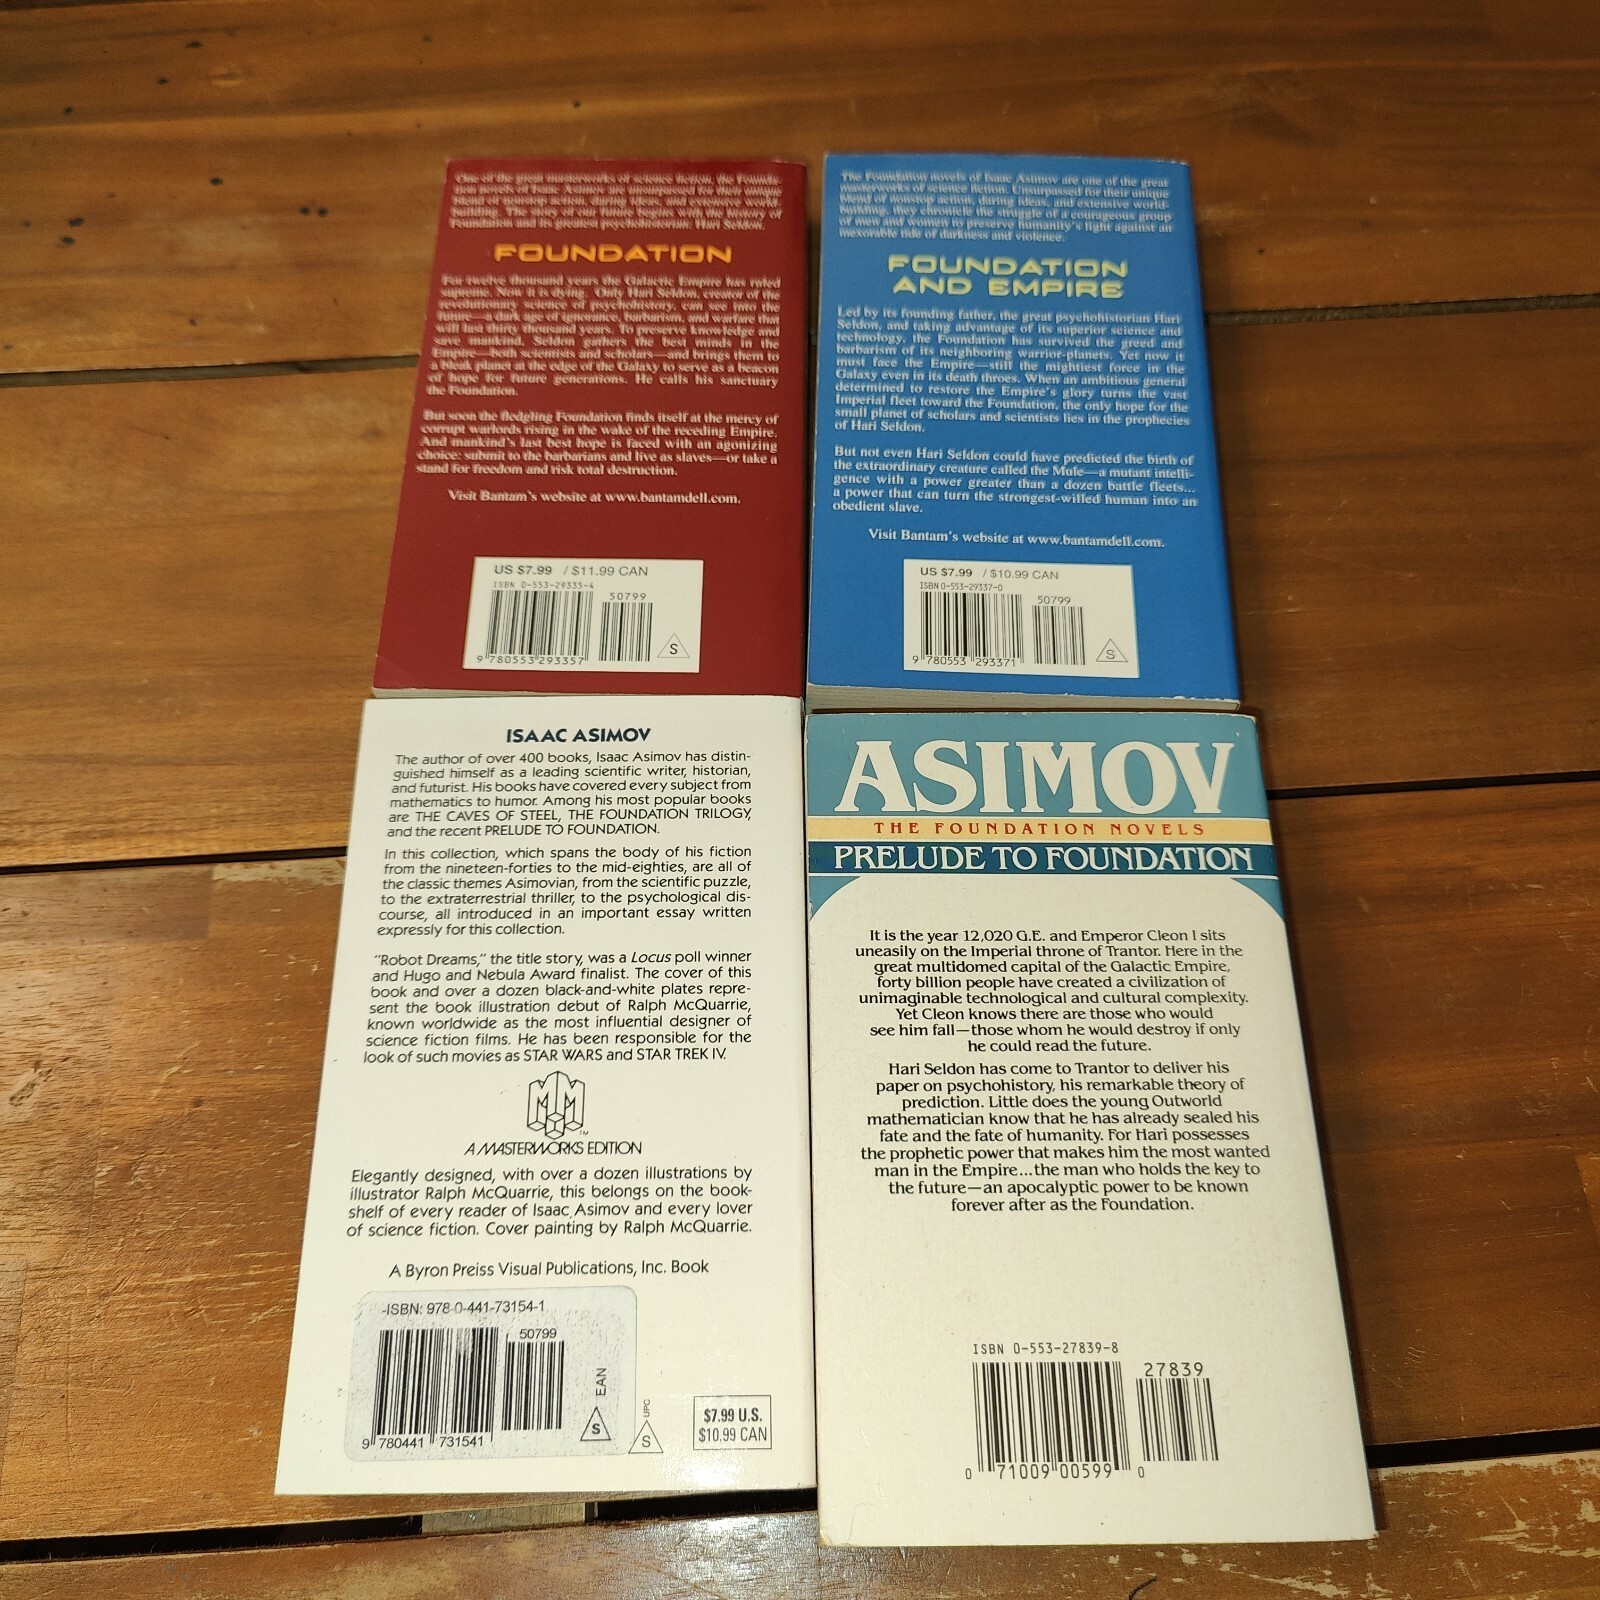 One of the great masterworks of science fiction, the Founda-
tion novels of Isaac Asimov are unsurpassed for their unique
blend of nonstop action, daring ideas, and extensive world
building. The story of our future begins with the history of
Foundation and its greatest psychohistorian: Hari Seldon.
FOUNDATION
For twelve thousand years the Galactic Empire has ruled
supreme. Now it is dying. Only Hari Seldon, creator of the
revolutionary science of psychohistory, can see into the
future—a dark age of ignorance, barbarism, and warfare that
will last thirty thousand years. To preserve knowledge and
save mankind, Seldon gathers the best minds in the
Empire—both scientists and scholars—and brings them to
a bleak planet at the edge of the Galaxy to serve as a beacon
of hope for future generations. He calls his sanctuary
the Foundation.
But soon the fledgling Foundation finds itself at the mercy of
corrupt warlords rising in the wake of the receding Empire.
And mankind's last best hope is faced with an agonizing
choice: submit to the barbarians and live as slaves—or take a
stand for freedom and risk total destruction.
Visit Bantam's website at www.bantamdell.com.
US $7.99 / $11.99 CAN
ISBN 0-553-29335-4
50799
9 780553 293357
S
The Foundation novels of Isaac Asimov are one of the great
masterworks of science fiction. Unsurpassed for their unique
blend of nonstop action, daring ideas, and extensive world-
building, they chronicle the struggle of a courageous group
of men and women to preserve humanity's light against an
inexorable tide of darkness and violence.
FOUNDATION
AND EMPIRE
Led by its founding father, the great psychohistorian Hari
Seldon, and taking advantage of its superior science and
technology, the Foundation has survived the greed and
barbarism of its neighboring warrior-planets. Yet now it
must face the Empire—still the mightiest force in the
Galaxy even in its death throes. When an ambitious general
determined to restore the Empire's glory turns the vast
Imperial fleet toward the Foundation, the only hope for the
small planet of scholars and scientists lies in the prophecies
of Hari Seldon.
But not even Hari Seldon could have predicted the birth of
the extraordinary creature called the Mule—a mutant intelli-
gence with a power greater than a dozen battle fleets...
a power that can turn the strongest-willed human into an
obedient slave.
Visit Bantam's website at www.bantamdell.com.
US $7.99 / $10.99 CAN
ISBN 0-553-29337-0
50799
9 780553 293371
S
ISAAC ASIMOV
The author of over 400 books, Isaac Asimov has distin-
guished himself as a leading scientific writer, historian,
and futurist. His books have covered every subject from
mathematics to humor. Among his most popular books
are THE CAVES OF STEEL, THE FOUNDATION TRILOGY,
and the recent PRELUDE TO FOUNDATION.
In this collection, which spans the body of his fiction
from the nineteen-forties to the mid-eighties, are all of
the classic themes Asimovian, from the scientific puzzle,
to the extraterrestrial thriller, to the psychological dis-
course, all introduced in an important essay written
expressly for this collection.
"Robot Dreams," the title story, was a Locus poll winner
and Hugo and Nebula Award finalist. The cover of this
book and over a dozen black-and-white plates repre-
sent the book illustration debut of Ralph McQuarrie,
known worldwide as the most influential designer of
science fiction films. He has been responsible for the
look of such movies as STAR WARS and STAR TREK IV.
TM
A MASTERWORKS EDITION
Elegantly designed, with over a dozen illustrations by
illustrator Ralph McQuarrie, this belongs on the book-
shelf of every reader of Isaac Asimov and every lover
of science fiction. Cover painting by Ralph McQuarrie.
A Byron Preiss Visual Publications, Inc. Book
-ISBN: 978-0-441-73154-1
50799
9 780441 731541
S EAN
S UPC
$7.99 U.S.
$10.99 CAN
ASIMOV
THE FOUNDATION NOVELS
PRELUDE TO FOUNDATION
It is the year 12,020 G.E. and Emperor Cleon I sits
uneasily on the Imperial throne of Trantor. Here in the
great multidomed capital of the Galactic Empire,
forty billion people have created a civilization of
unimaginable technological and cultural complexity.
Yet Cleon knows there are those who would
see him fall—those whom he would destroy if only
he could read the future.
Hari Seldon has come to Trantor to deliver his
paper on psychohistory, his remarkable theory of
prediction. Little does the young Outworld
mathematician know that he has already sealed his
fate and the fate of humanity. For Hari possesses
the prophetic power that makes him the most wanted
man in the Empire...the man who holds the key to
the future—an apocalyptic power to be known
forever after as the Foundation.
ISBN 0-553-27839-8
27839
0 71009 00599 0